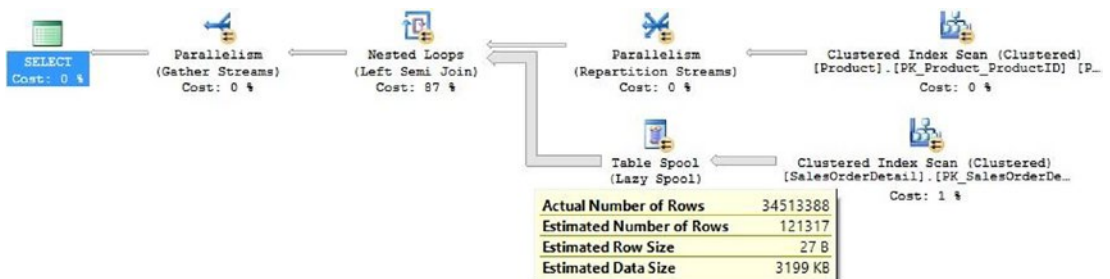 SELECT
Cost: 0 %
Parallelism
(Gather Streams)
Cost: 0 %
Nested Loops
(Left Semi Join)
Cost: 87 %
Parallelism
(Repartition Streams)
Cost: 0 %
Clustered Index Scan (Clustered)
[Product].[PK_Product_ProductID] [P…
Cost: 0 %
Table Spool
(Lazy Spool)
Clustered Index Scan (Clustered)
[SalesOrderDetail].[PK_SalesOrderDe…
Cost: 1 %
Actual Number of Rows 34513388
Estimated Number of Rows 121317
Estimated Row Size 27 B
Estimated Data Size 3199 KB